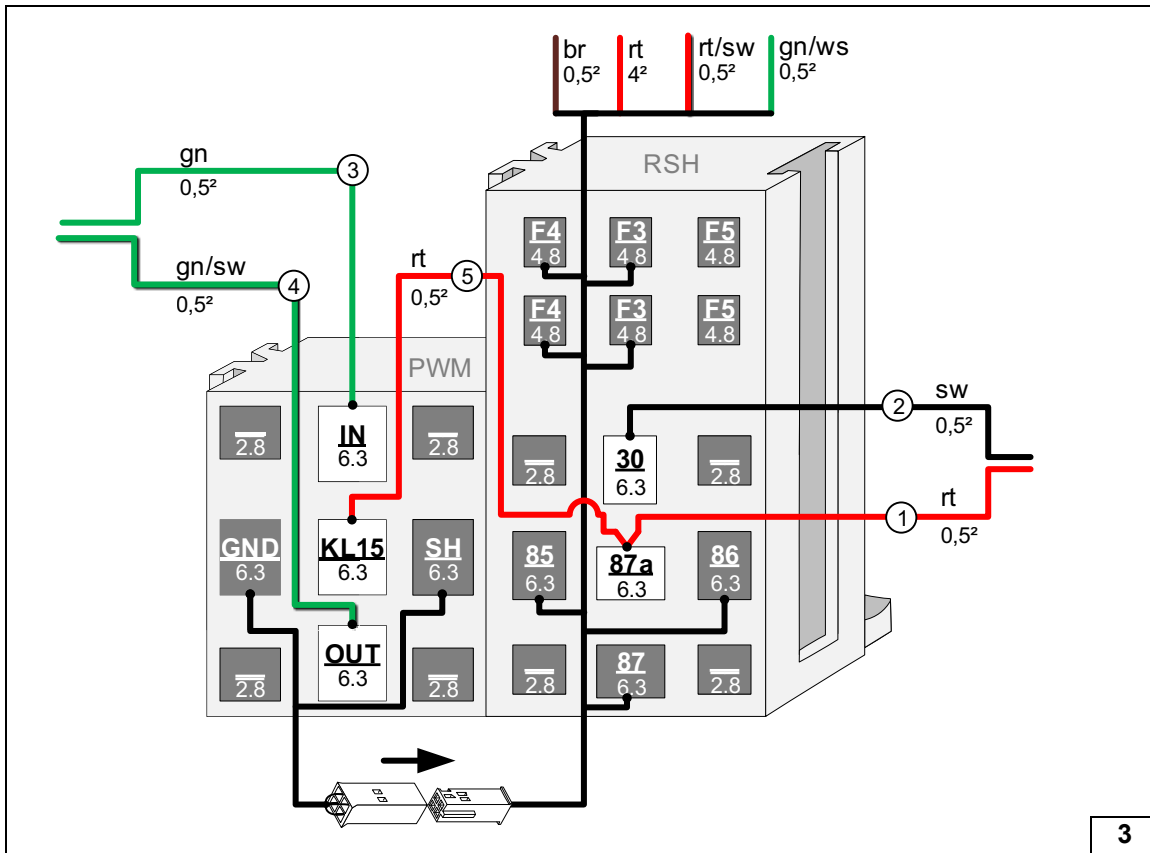 br
0,5²
rt
4²
rt/sw
0,5²
gn/ws
0,5²
gn
0,5²
3
RSH
gn/sw
0,5²
4
rt
0,5²
5
F4
4.8
F3
4.8
F5
4.8
F4
4.8
F3
4.8
F5
4.8
PWM
2.8
IN
6.3
2.8
2.8
30
6.3
2.8
2
sw
0,5²
1
rt
0,5²
GND
6.3
KL15
6.3
SH
6.3
85
6.3
87a
6.3
86
6.3
2.8
OUT
6.3
2.8
2.8
87
6.3
2.8
3